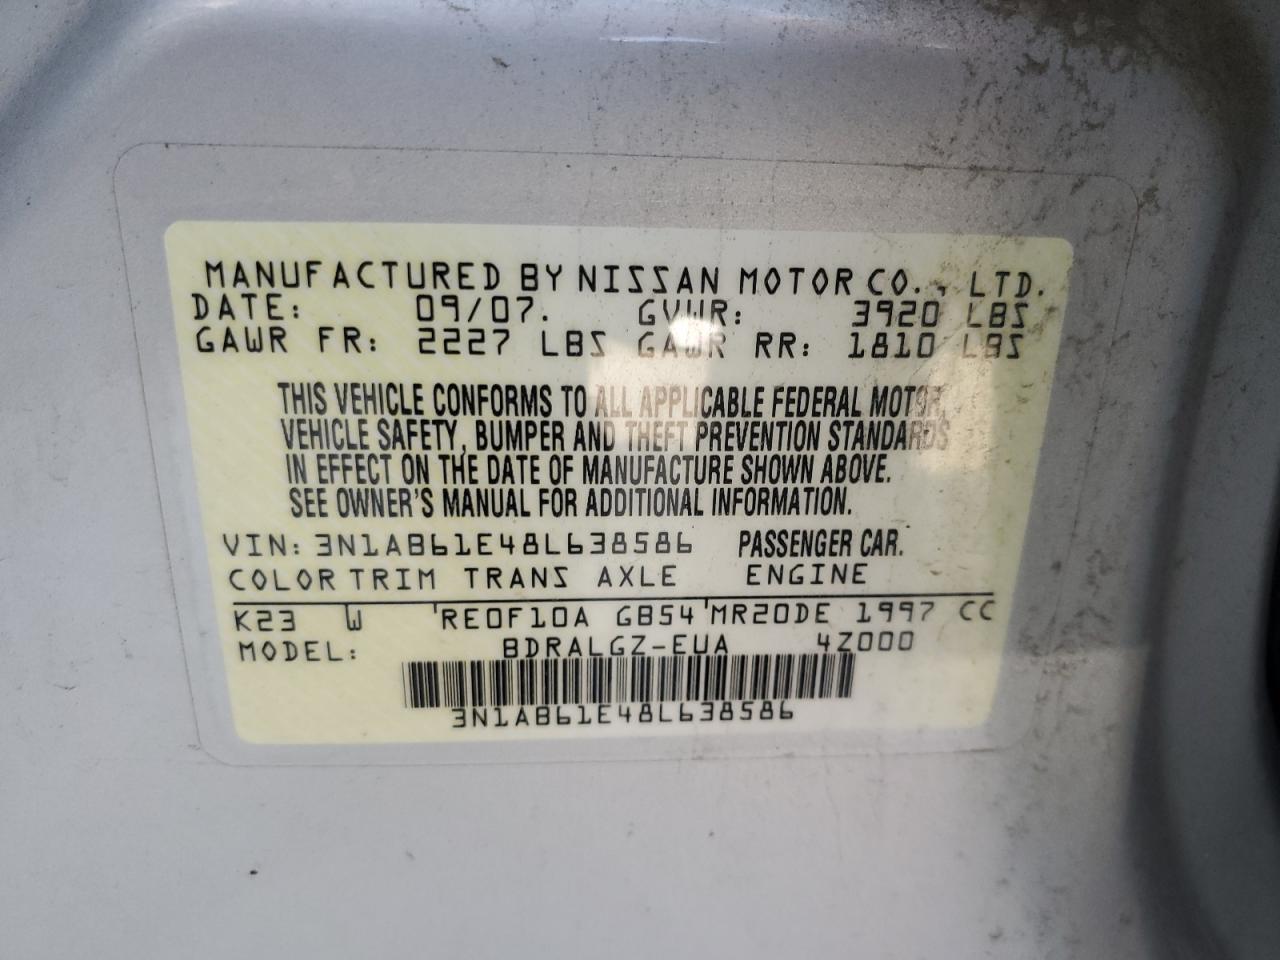 MANUFACTURED BY NISSAN MOTOR CO., LTD.
DATE: 09/07. GVWR: 3920 LBS
GAWR FR: 2227 LBS GAWR RR: 1810 LBS
THIS VEHICLE CONFORMS TO ALL APPLICABLE FEDERAL MOTOR
VEHICLE SAFETY, BUMPER AND THEFT PREVENTION STANDARDS
IN EFFECT ON THE DATE OF MANUFACTURE SHOWN ABOVE.
SEE OWNER'S MANUAL FOR ADDITIONAL INFORMATION.
VIN: 3N1AB61E48L638586 PASSENGER CAR.
COLOR TRIM TRANS AXLE ENGINE
K23 W RE0F10A GB54 MR20DE 1997 CC
MODEL: BDRALGZ-EUA 4Z000
3N1AB61E48L638586